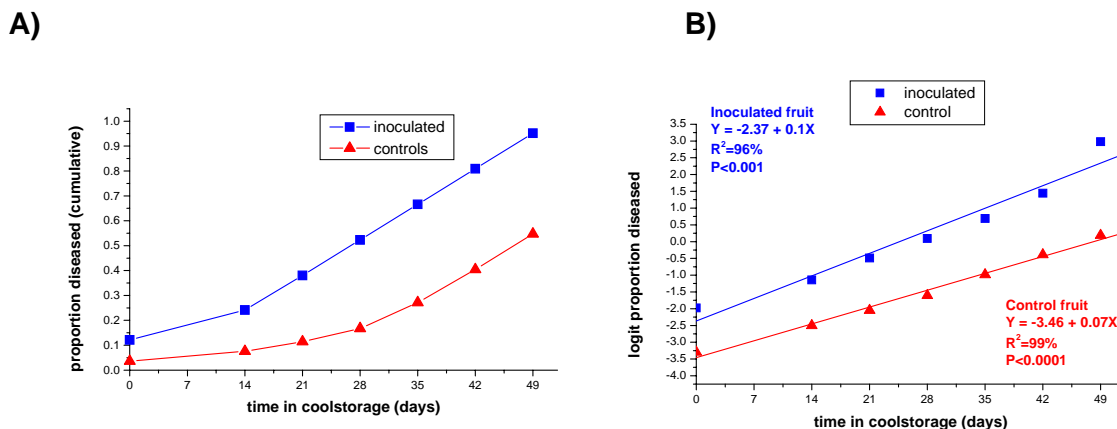 A)
proportion diseased (cumulative)
1.0
0.9
0.8
0.7
0.6
0.5
0.4
0.3
0.2
0.1
0.0
0 7 14 21 28 35 42 49
time in coolstorage (days)
inoculated
controls
B)
inoculated
control
Inoculated fruit
Y = -2.37 + 0.1X
R²=96%
P<0.001
logit proportion diseased
3.5
3.0
2.5
2.0
1.5
1.0
0.5
0.0
-0.5
-1.0
-1.5
-2.0
-2.5
-3.0
-3.5
-4.0
Control fruit
Y = -3.46 + 0.07X
R²=99%
P<0.0001
0 7 14 21 28 35 42 49
time in coolstorage (days)